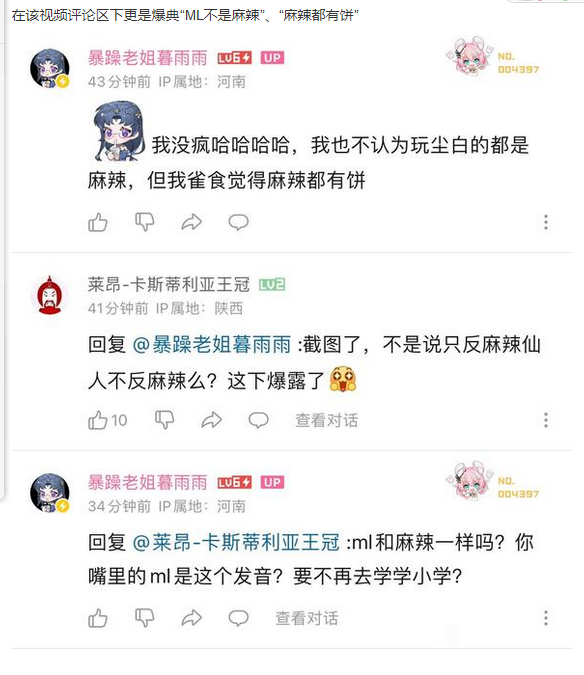 在该视频评论区下更是爆典“ML不是麻辣”、“麻辣都有饼”
暴躁老姐暮雨雨 LV6 UP
NO.
004397
43分钟前 IP属地：河南
我没疯哈哈哈哈，我也不认为玩尘白的都是
麻辣，但我雀食觉得麻辣都有饼
莱昂-卡斯蒂利亚王冠 LV2
41分钟前 IP属地：陕西
回复 @暴躁老姐暮雨雨 :截图了，不是说只反麻辣仙
人不反麻辣么？这下爆露了
10 查看对话
暴躁老姐暮雨雨 LV6 UP
NO.
004397
34分钟前 IP属地：河南
回复 @莱昂-卡斯蒂利亚王冠 :ml和麻辣一样吗？你
嘴里的ml是这个发音？要不再去学学小学？
查看对话